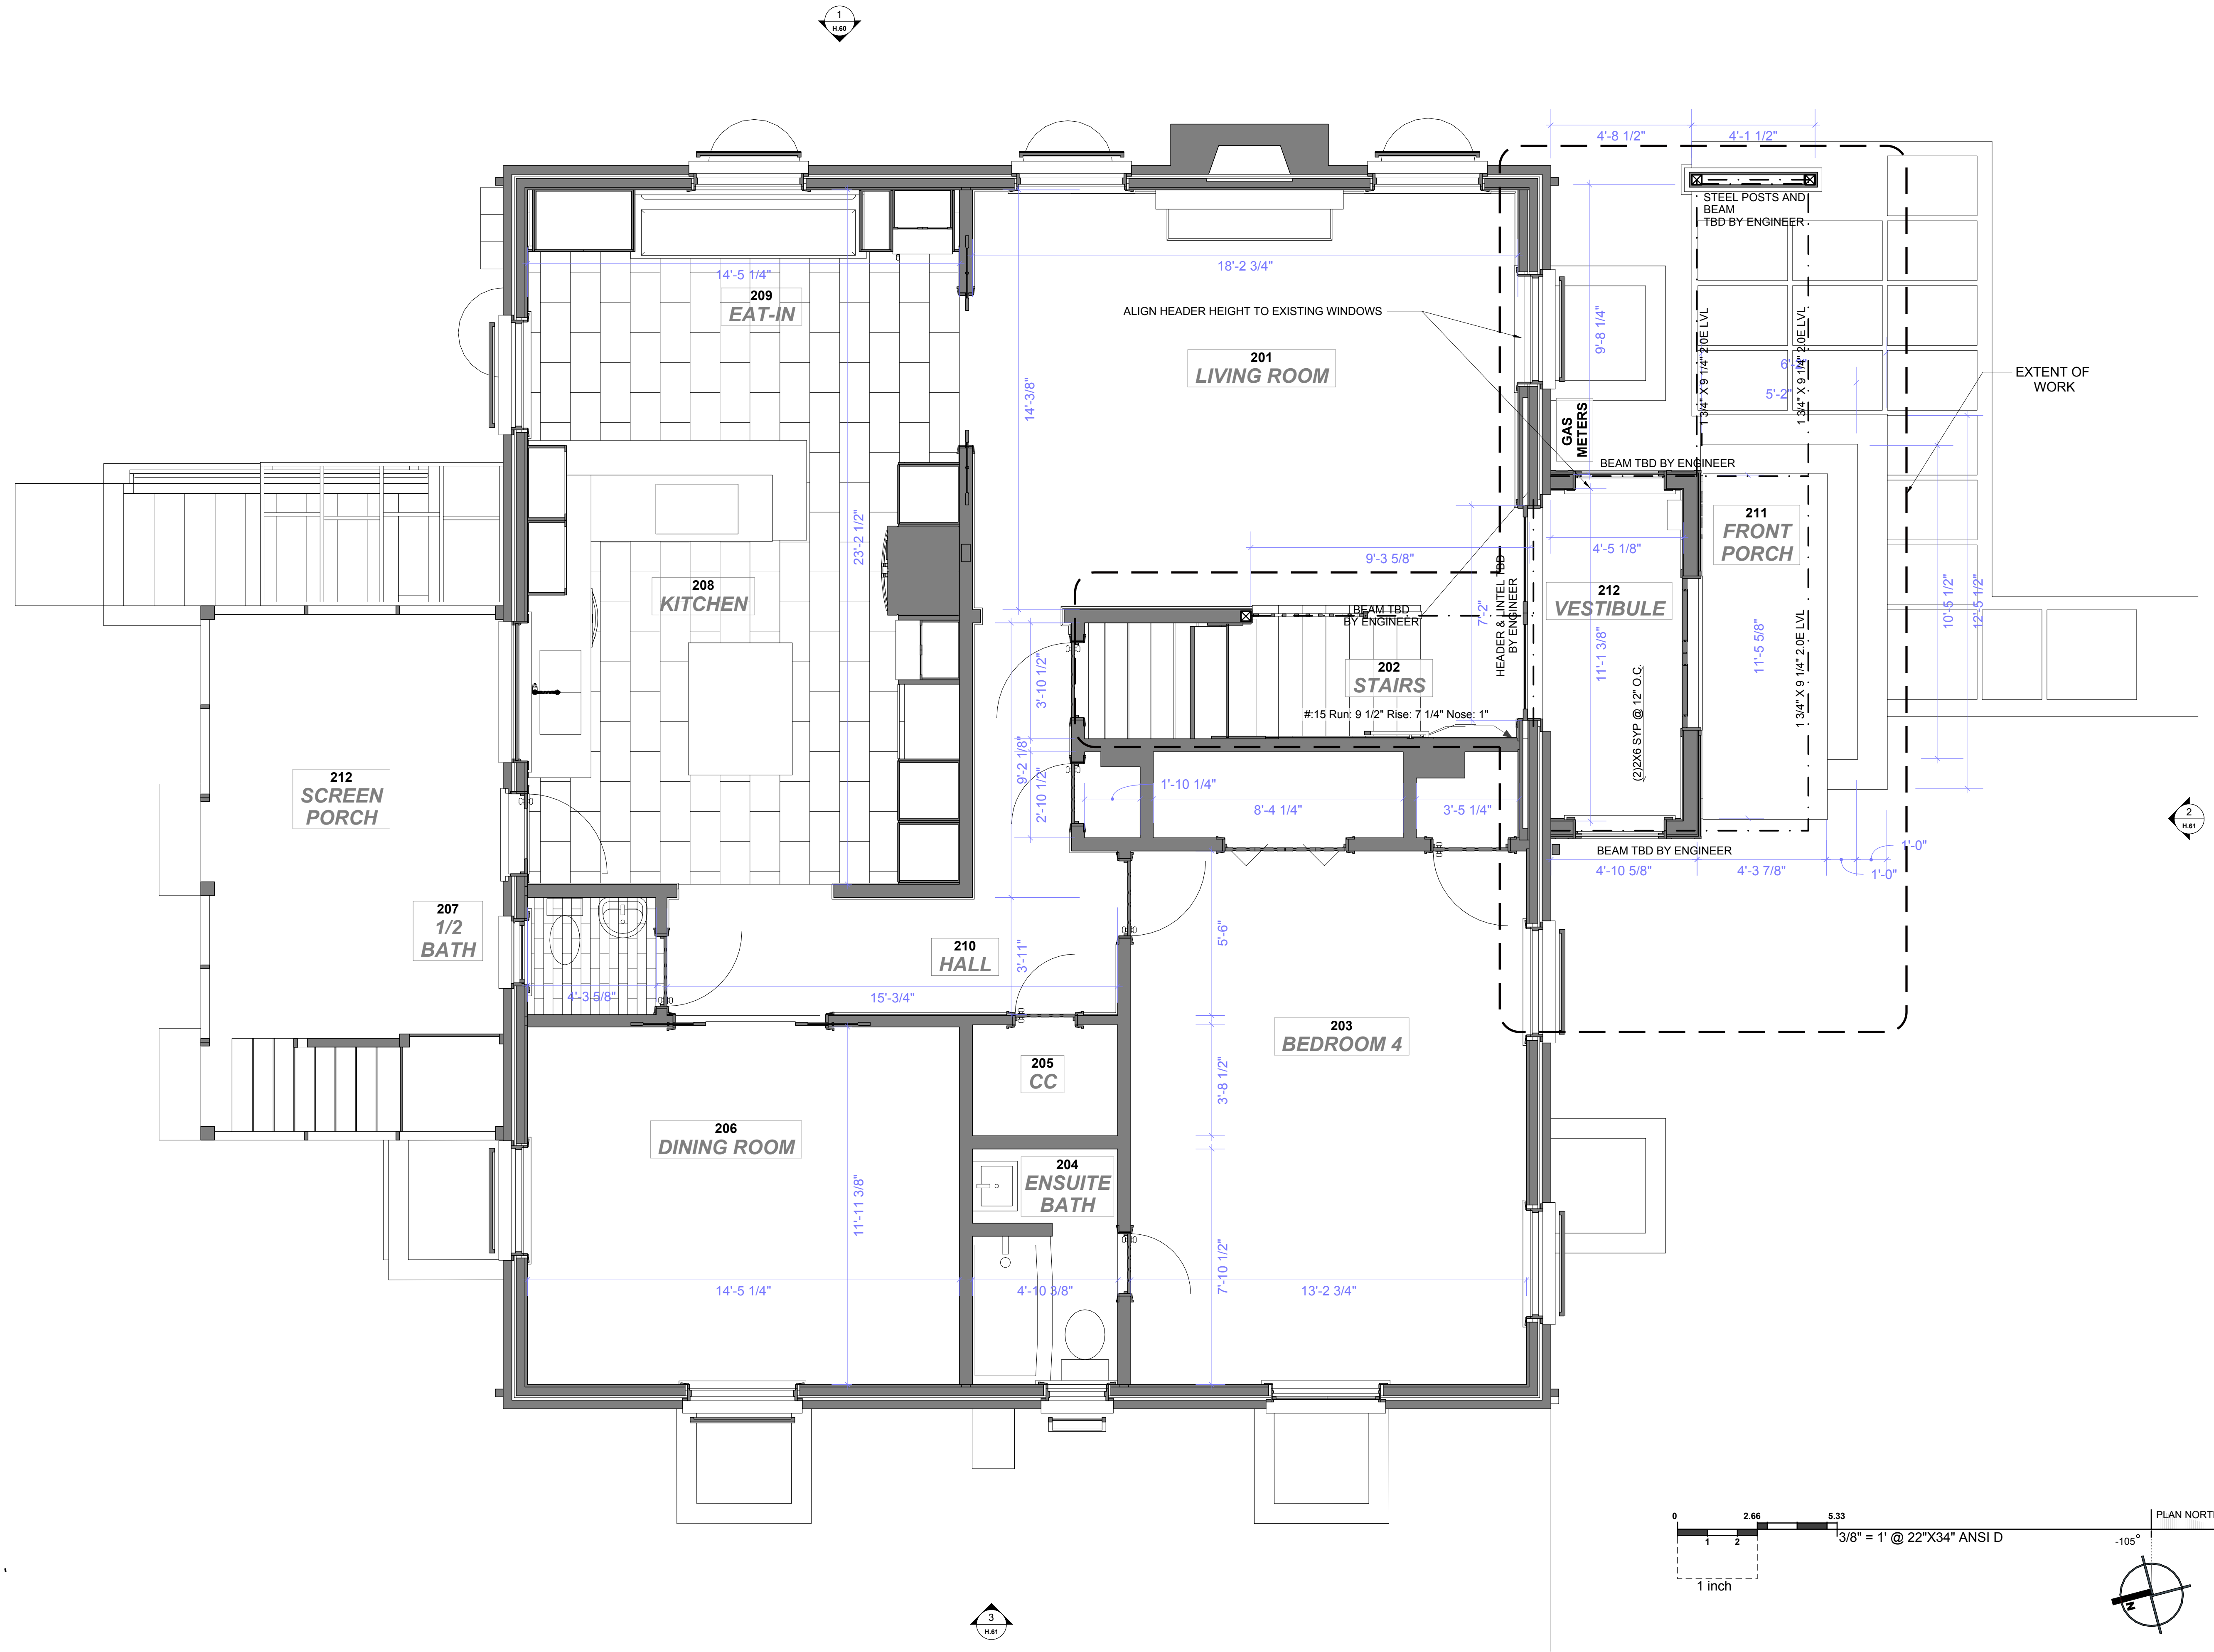 1
H.60
4'-8 1/2"
4'-1 1/2"
STEEL POSTS AND
BEAM
TBD BY ENGINEER
14'-5 1/4"
18'-2 3/4"
209
EAT-IN
ALIGN HEADER HEIGHT TO EXISTING WINDOWS
9'-8 1/4"
1 3/4" X 9 1/4" 2.0E LVL
1 3/4" X 9 1/4" 2.0E LVL
201
LIVING ROOM
5'-2"
EXTENT OF
WORK
14'-3/8"
GAS
METERS
BEAM TBD BY ENGINEER
211
FRONT
PORCH
23'-2 1/2"
4'-5 1/8"
9'-3 5/8"
208
KITCHEN
212
VESTIBULE
HEADER & LINTEL TBD
BY ENGINEER
BEAM TBD
BY ENGINEER
7'-2"
10'-5 1/2"
12'-5 1/2"
11'-1 3/8"
11'-5 5/8"
1 3/4" X 9 1/4" 2.0E LVL
3'-10 1/2"
202
STAIRS
(2)2X6 SYP @ 12" O.C.
#:15 Run: 9 1/2" Rise: 7 1/4" Nose: 1"
9'-2 1/8"
2'-10 1/2"
212
SCREEN
PORCH
1'-10 1/4"
8'-4 1/4"
3'-5 1/4"
2
H.61
BEAM TBD BY ENGINEER
1'-0"
4'-10 5/8"
4'-3 7/8"
1'-0"
207
1/2
BATH
210
HALL
3'-11"
5'-6"
4'-3 5/8"
15'-3/4"
203
BEDROOM 4
205
CC
3'-8 1/2"
206
DINING ROOM
204
ENSUITE
BATH
11'-11 3/8"
7'-10 1/2"
14'-5 1/4"
4'-10 3/8"
13'-2 3/4"
0
2.66
5.33
1
2
3/8" = 1' @ 22"X34" ANSI D
1 inch
PLAN NORT
-105°
N
3
H.61